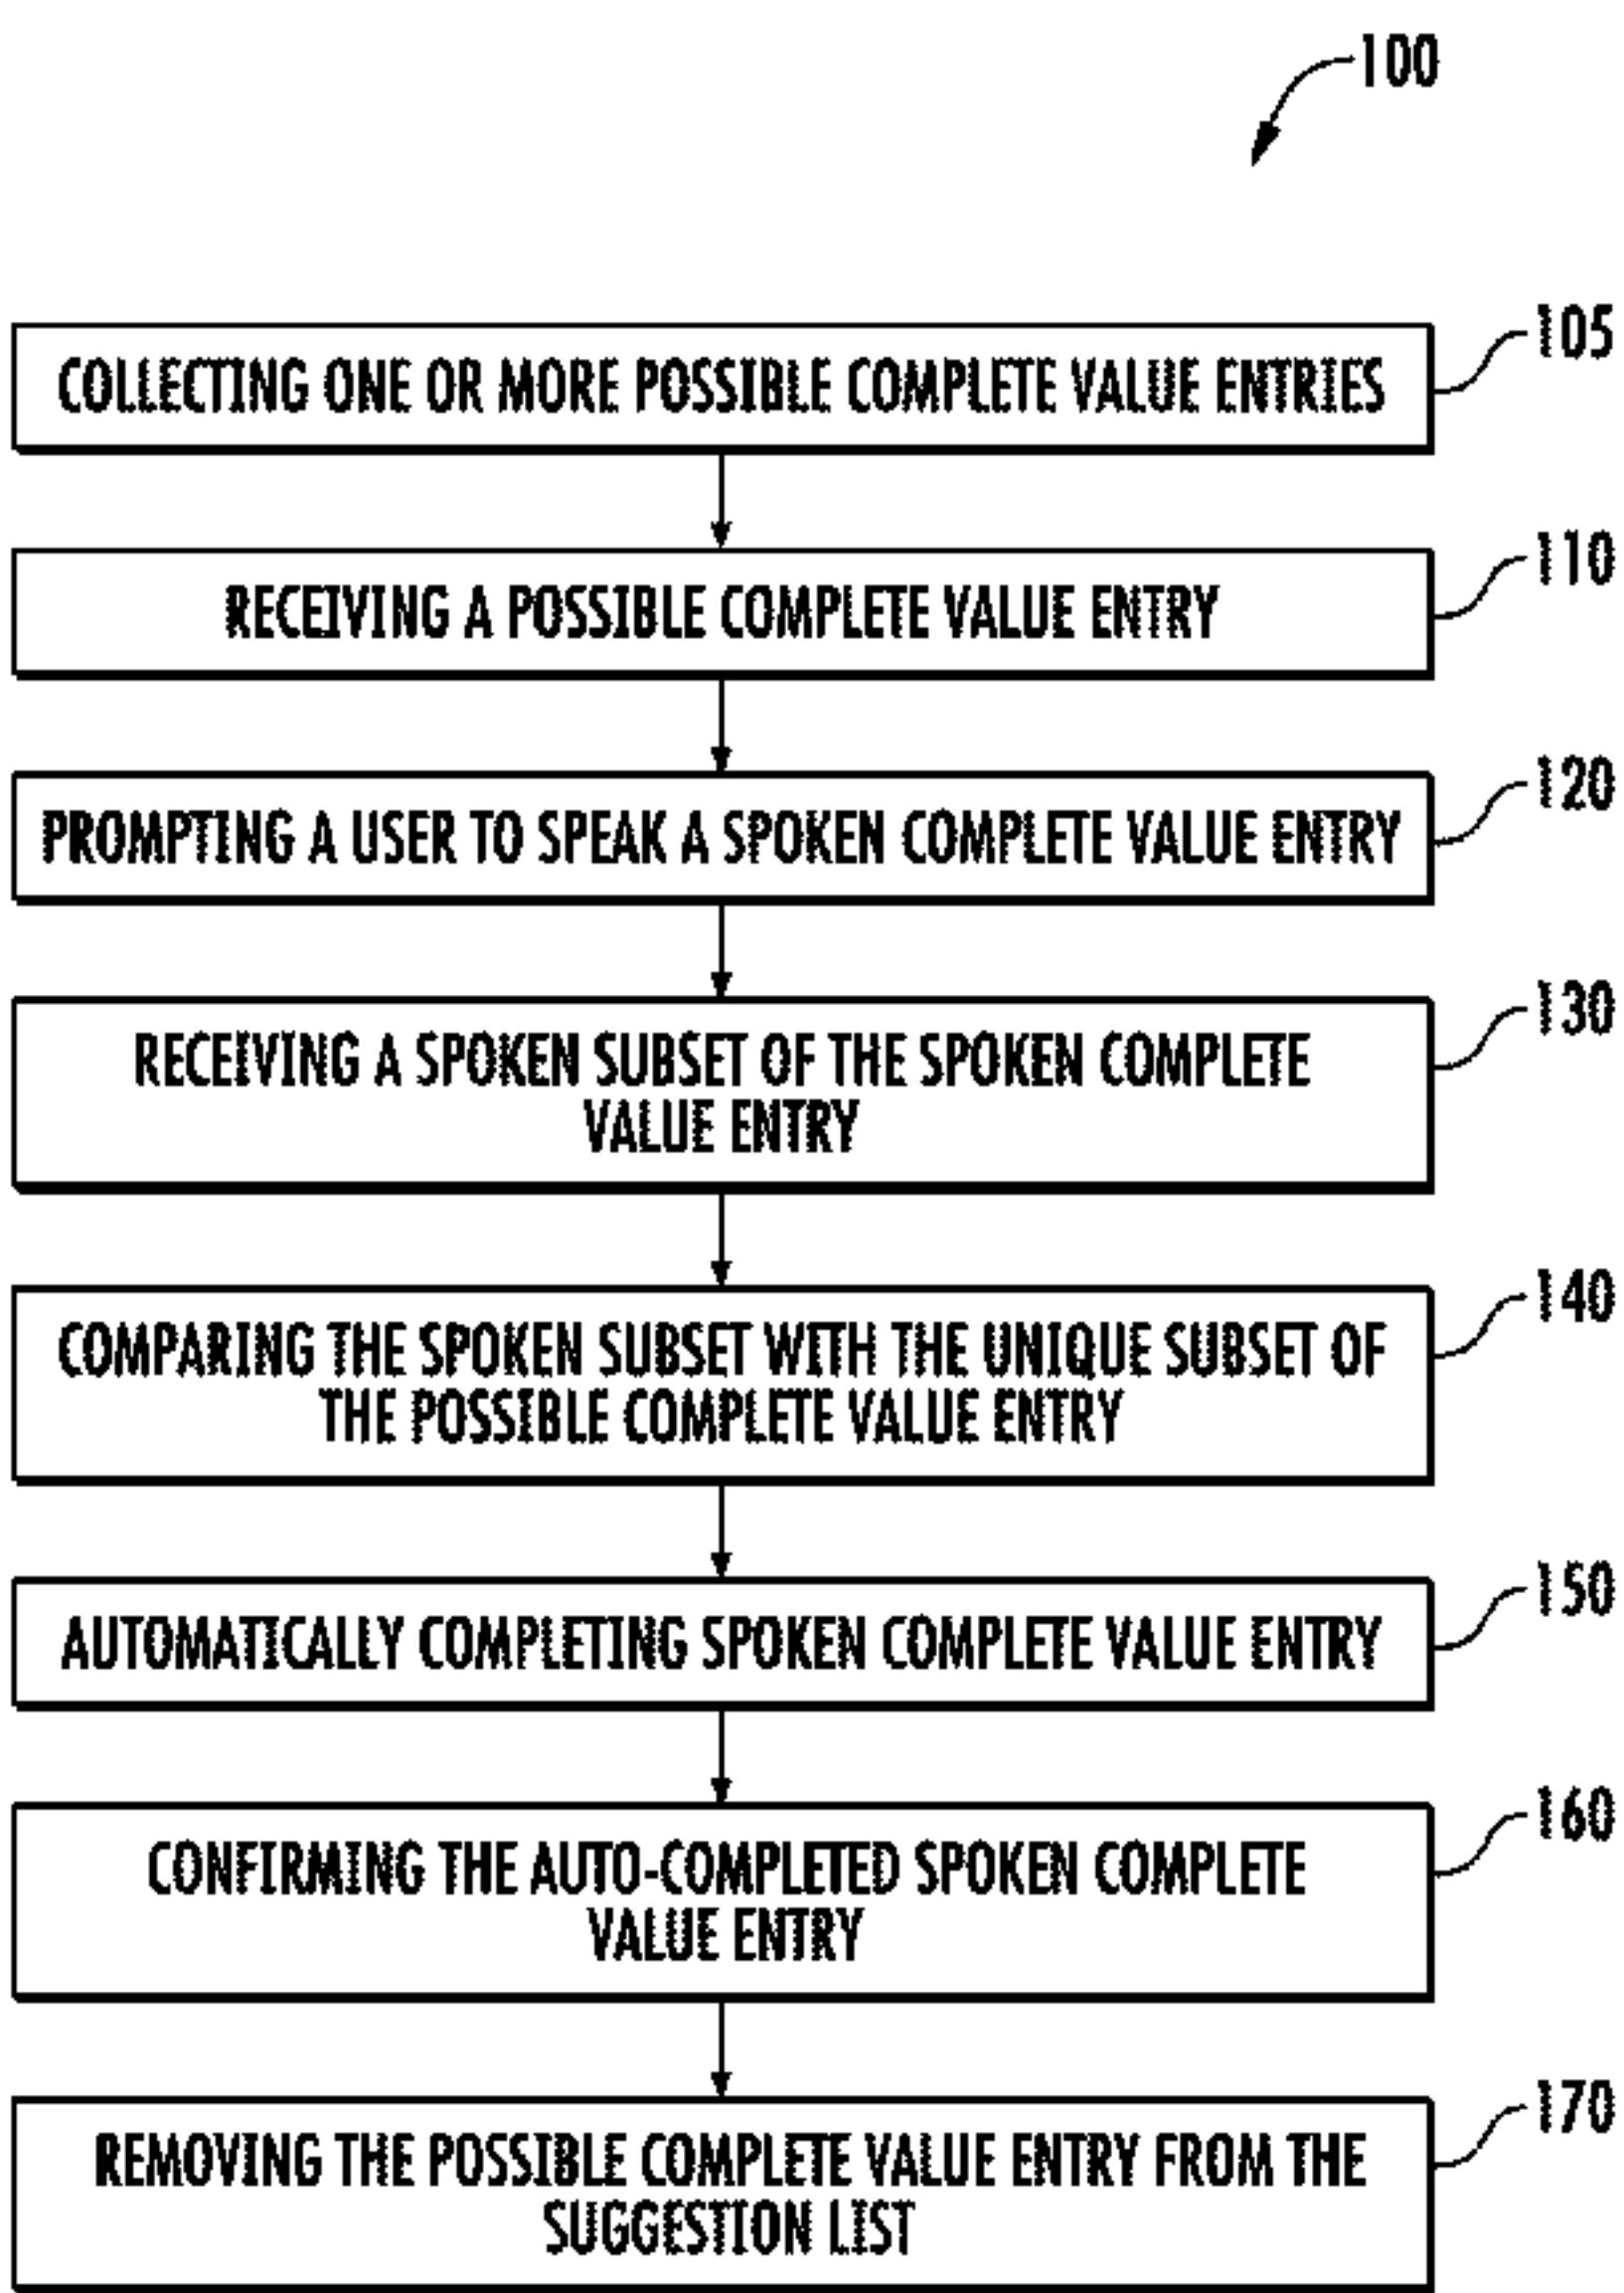 100
COLLECTING ONE OR MORE POSSIBLE COMPLETE VALUE ENTRIES
105
RECEIVING A POSSIBLE COMPLETE VALUE ENTRY
110
PROMPTING A USER TO SPEAK A SPOKEN COMPLETE VALUE ENTRY
120
RECEIVING A SPOKEN SUBSET OF THE SPOKEN COMPLETE
VALUE ENTRY
130
COMPARING THE SPOKEN SUBSET WITH THE UNIQUE SUBSET OF
THE POSSIBLE COMPLETE VALUE ENTRY
140
AUTOMATICALLY COMPLETING SPOKEN COMPLETE VALUE ENTRY
150
CONFIRMING THE AUTO-COMPLETED SPOKEN COMPLETE
VALUE ENTRY
160
REMOVING THE POSSIBLE COMPLETE VALUE ENTRY FROM THE
SUGGESTION LIST
170